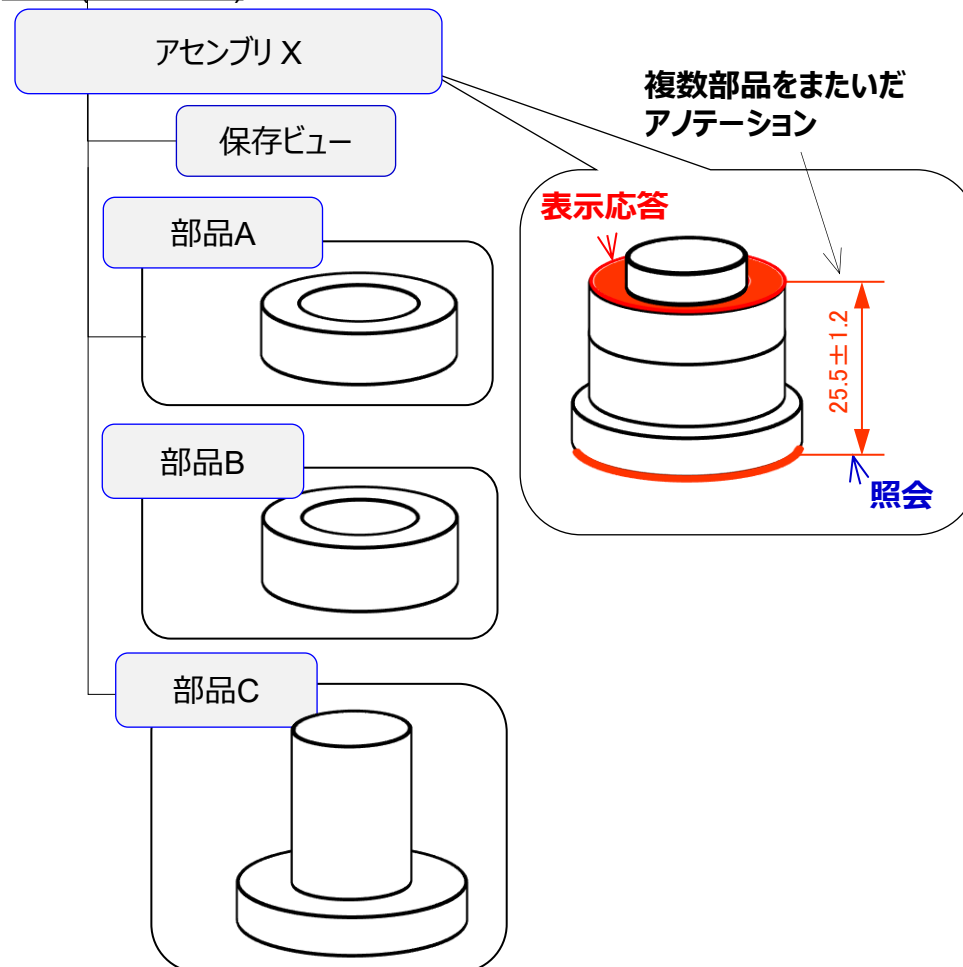 アセンブリ X
保存ビュー
複数部品をまたいだ
アノテーション
部品A
表示応答
25.5±1.2
照会
部品B
部品C